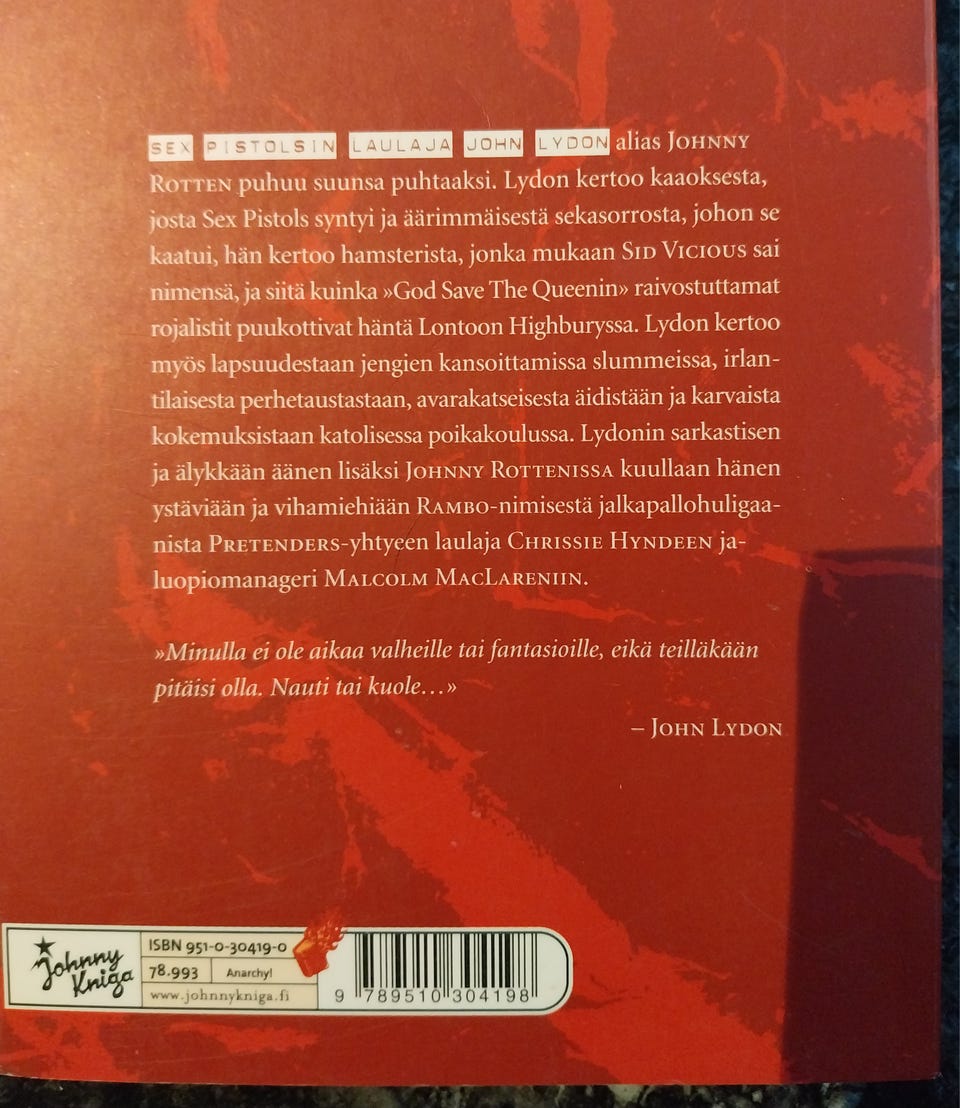 SEX PISTOLSIN LAULAJA JOHN LYDON alias JOHNNY
ROTTEN puhuu suunsa puhtaaksi. Lydon kertoo kaaoksesta,
josta Sex Pistols syntyi ja äärimmäisestä sekasorrosta, johon se
kaatui, hän kertoo hamsterista, jonka mukaan SID VICIOUS sai
nimensä, ja siitä kuinka »God Save The Queenin» raivostuttamat
rojalistit puukottivat häntä Lontoon Highburyssa. Lydon kertoo
myös lapsuudestaan jengien kansoittamissa slummeissa, irlan-
tilaisesta perhetaustastaan, avarakatseisesta äidistään ja karvaista
kokemuksistaan katolisessa poikakoulussa. Lydonin sarkastisen
ja älykkään äänen lisäksi JOHNNY ROTTENISSA kuullaan hänen
ystäviään ja vihamiehiään RAMBO-nimisestä jalkapallohuligaa-
nista PRETENDERS-yhtyeen laulaja CHRISSIE HYNDEEN ja-
luopiomanageri MALCOLM MACLARENIIN.
»Minulla ei ole aikaa valheille tai fantasioille, eikä teilläkään
pitäisi olla. Nauti tai kuole...»
– JOHN LYDON
Johnny
Kniga
ISBN 951-0-30419-0
78.993 Anarchy!
www.johnnykniga.fi
9 789510 304198